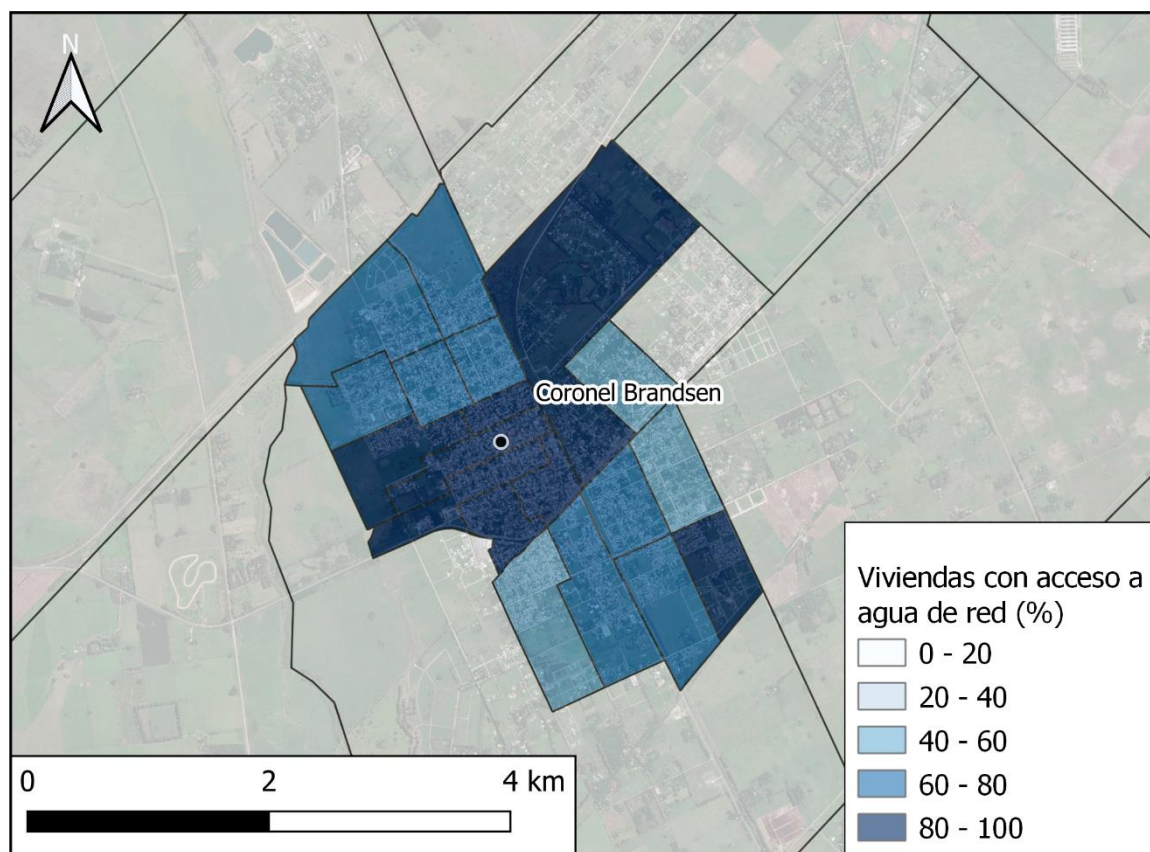 N
Coronel Brandsen
Viviendas con acceso a
agua de red (%)
0 - 20
20 - 40
40 - 60
60 - 80
80 - 100
0 2 4 km